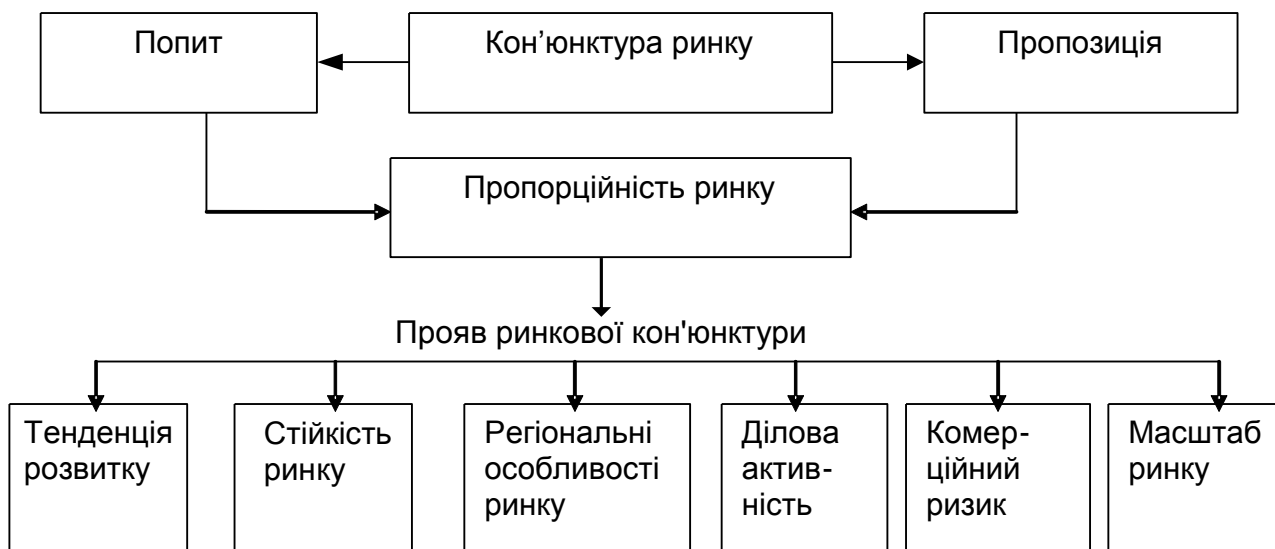 Попит
Кон’юнктура ринку
Пропозиція
Пропорційність ринку
Прояв ринкової кон'юнктури
Тенденція
розвитку
Стійкість
ринку
Регіональні
особливості
ринку
Ділова
актив-
ність
Комер-
ційний
ризик
Масштаб
ринку